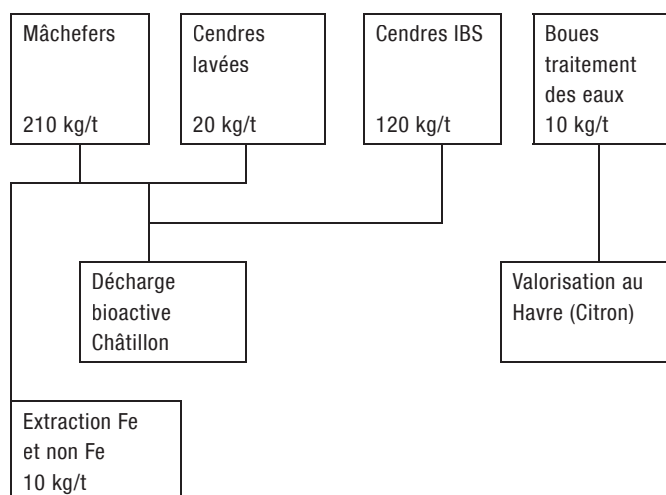 Mâchefers
210 kg/t
Cendres
lavées
20 kg/t
Cendres IBS
120 kg/t
Boues
traitement
des eaux
10 kg/t
Décharge
bioactive
Châtillon
Valorisation au
Havre (Citron)
Extraction Fe
et non Fe
10 kg/t